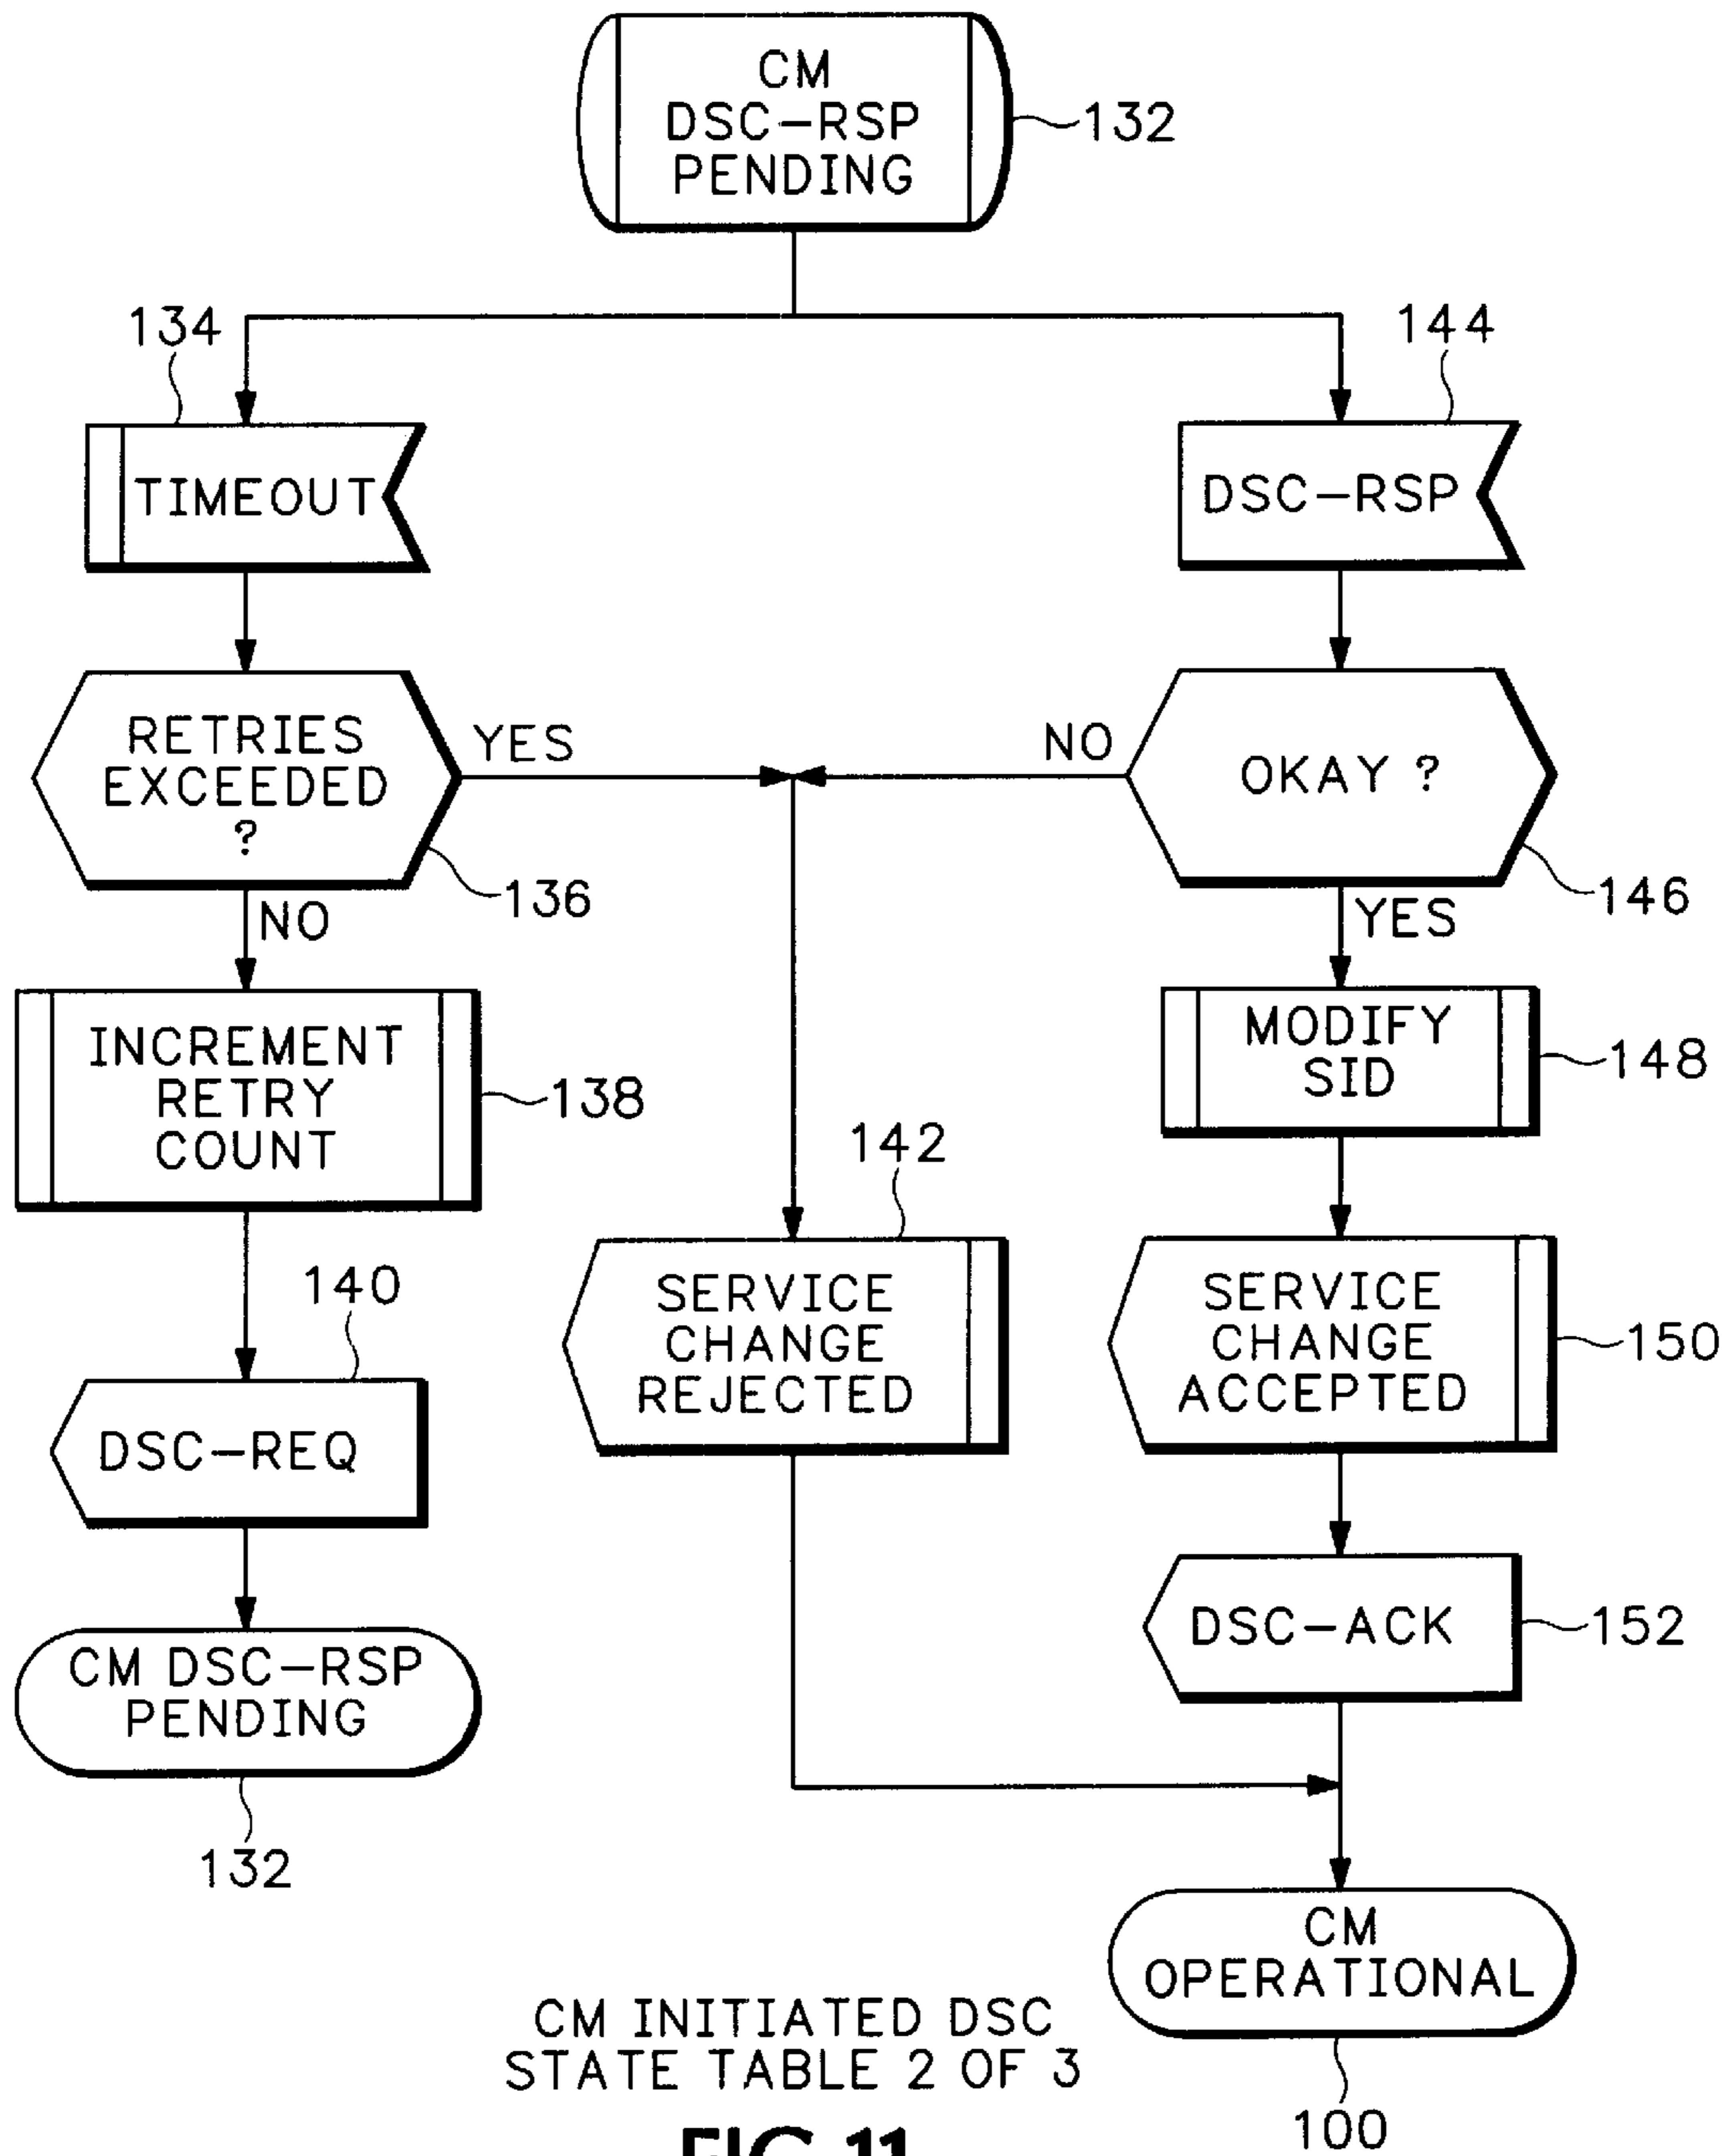 CM
DSC-RSP
PENDING
132
134
144
TIMEOUT
DSC-RSP
RETRIES
EXCEEDED
?
YES
NO
OKAY ?
136
146
NO
YES
INCREMENT
RETRY
COUNT
138
MODIFY
SID
148
142
140
SERVICE
CHANGE
REJECTED
SERVICE
CHANGE
ACCEPTED
150
DSC-REQ
DSC-ACK
152
CM DSC-RSP
PENDING
132
CM
OPERATIONAL
100
CM INITIATED DSC
STATE TABLE 2 OF 3
FIG.11